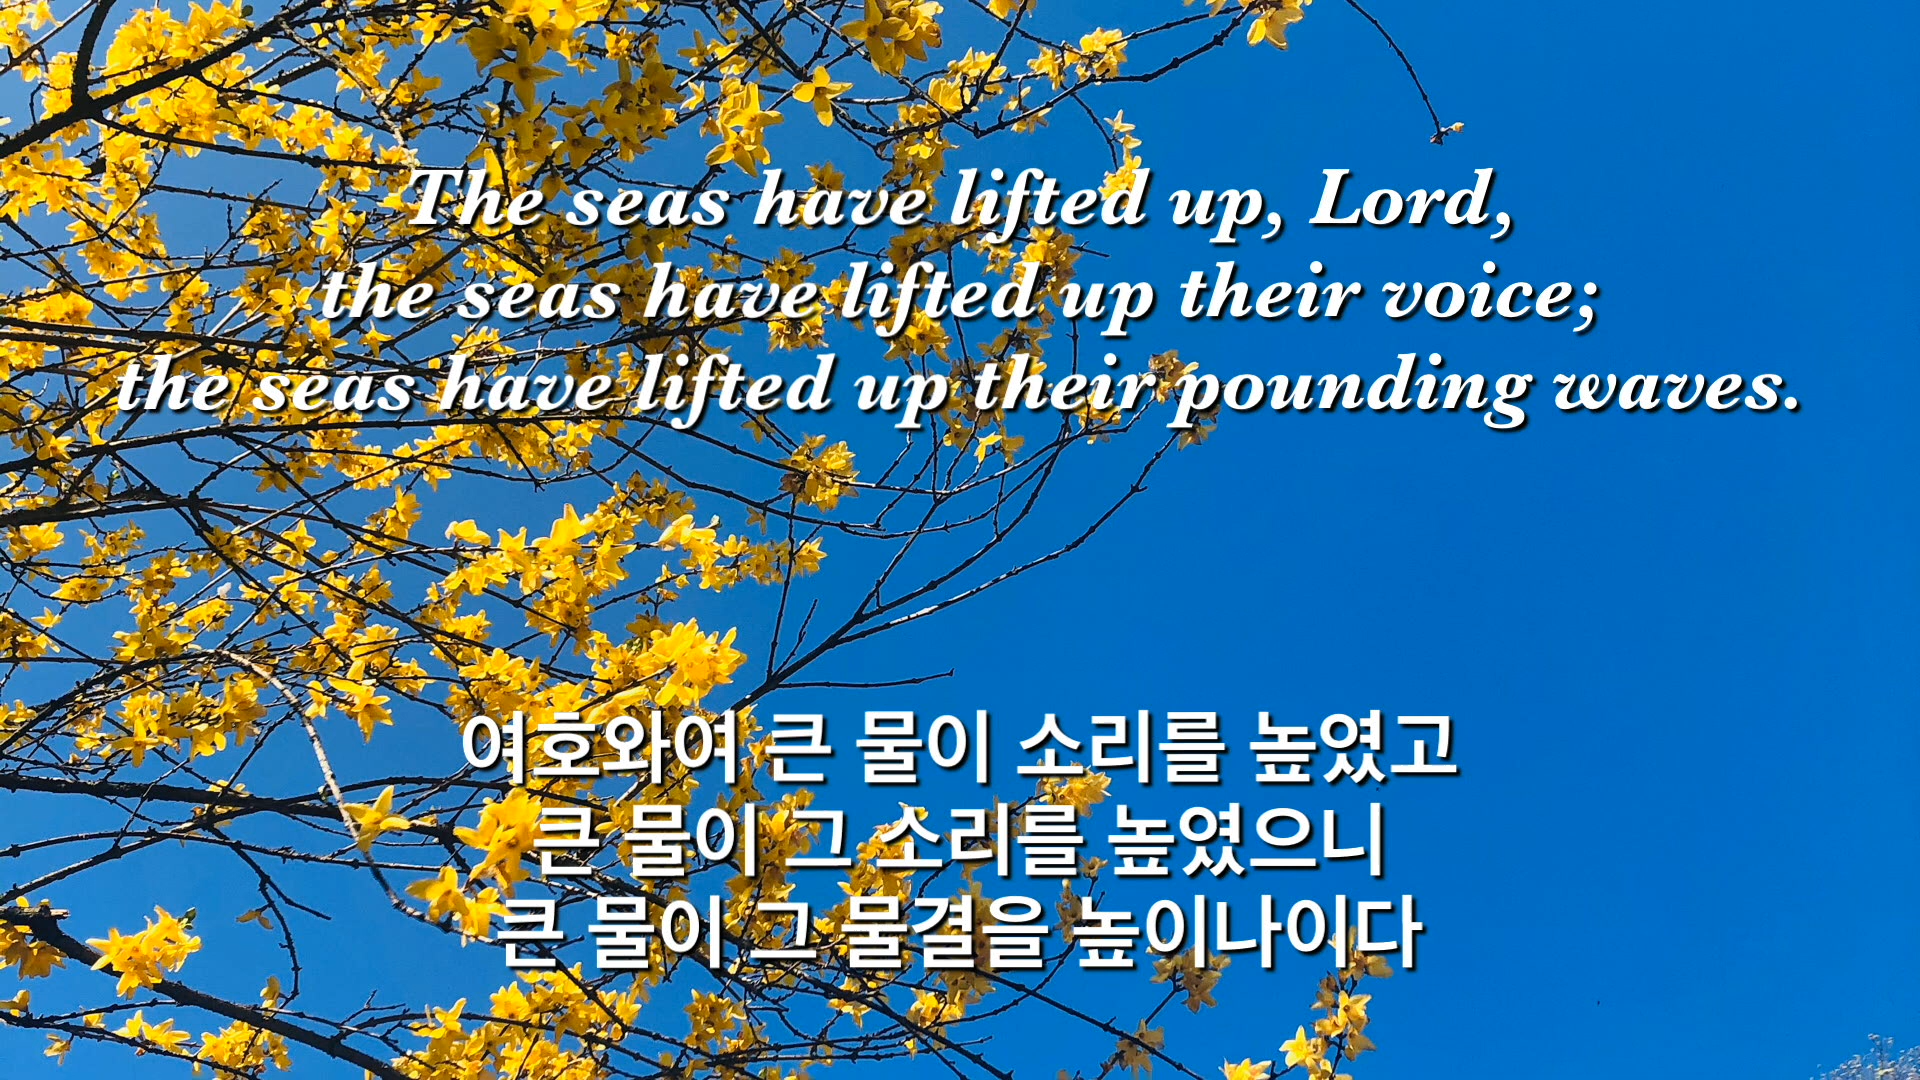 The seas have lifted up, Lord,
the seas have lifted up their voice;
the seas have lifted up their pounding waves.
여호와여 큰 물이 소리를 높였고
큰 물이 그 소리를 높였으니
큰 물이 그 물결을 높이나이다